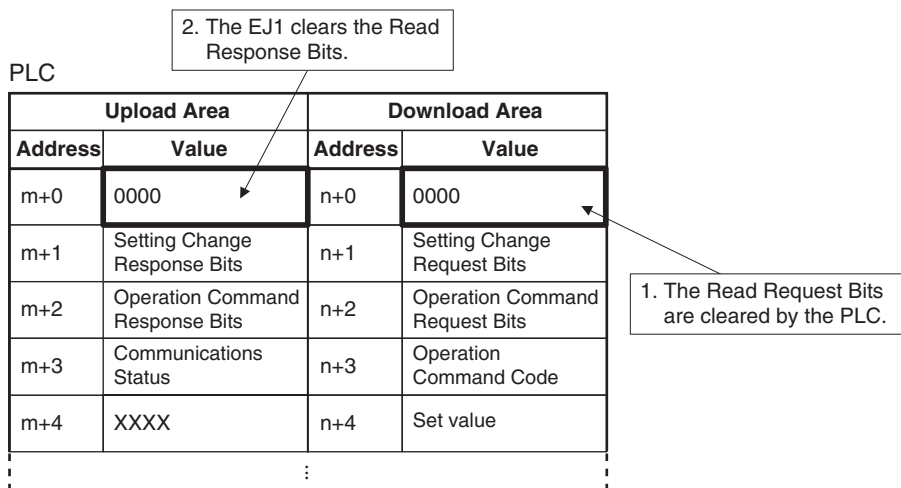 2. The EJ1 clears the Read
Response Bits.
PLC
Upload Area Download Area
Address Value Address Value
m+0 0000 n+0 0000
m+1 Setting Change
Response Bits n+1 Setting Change
Request Bits
m+2 Operation Command
Response Bits n+2 Operation Command
Request Bits
m+3 Communications
Status n+3 Operation
Command Code
m+4 XXXX n+4 Set value
1. The Read Request Bits
are cleared by the PLC.